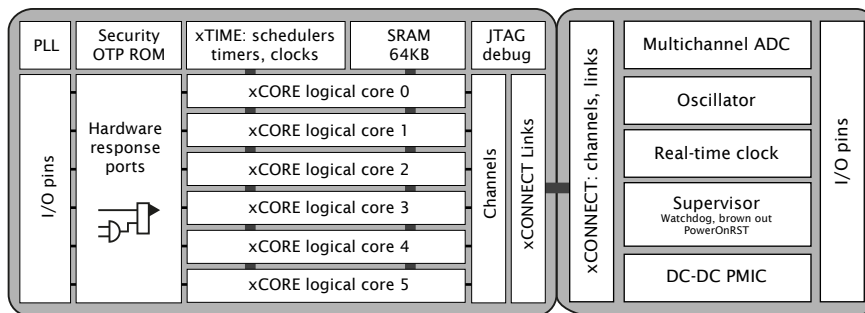 PLL
Security
OTP ROM
xTIME: schedulers
timers, clocks
SRAM
64KB
JTAG
debug
I/O pins
Hardware
response
ports
xCORE logical core 0
xCORE logical core 1
xCORE logical core 2
xCORE logical core 3
xCORE logical core 4
xCORE logical core 5
Channels
xCONNECT Links
xCONNECT: channels, links
Multichannel ADC
Oscillator
Real-time clock
Supervisor
Watchdog, brown out
PowerOnRST
DC-DC PMIC
I/O pins